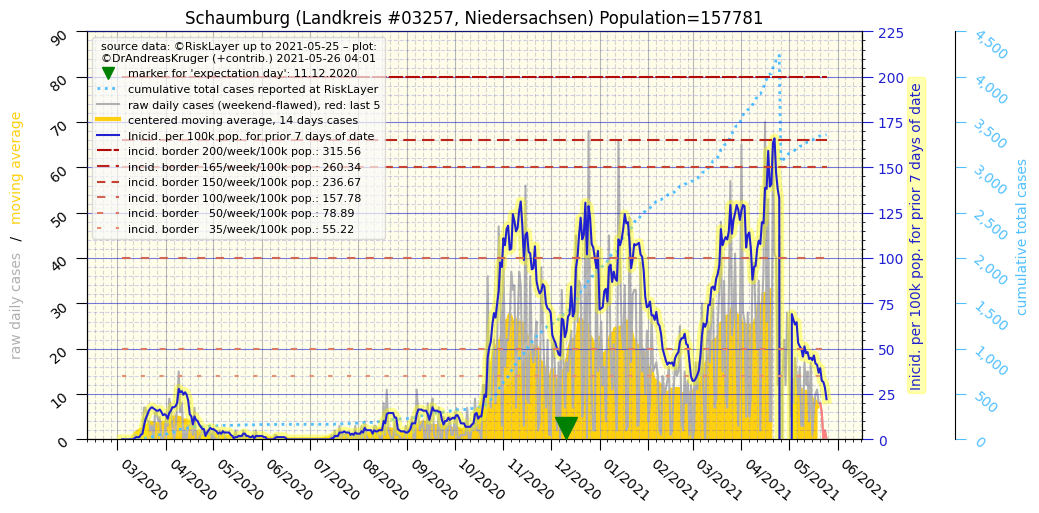 Schaumburg (Landkreis #03257, Niedersachsen) Population=157781
source data: ©RiskLayer up to 2021-05-25 – plot:
©DrAndreasKruger (+contrib.) 2021-05-26 04:01
marker for 'expectation day': 11.12.2020
cumulative total cases reported at RiskLayer
raw daily cases (weekend-flawed), red: last 5
centered moving average, 14 days cases
Inicid. per 100k pop. for prior 7 days of date
incid. border 200/week/100k pop.: 315.56
incid. border 165/week/100k pop.: 260.34
incid. border 150/week/100k pop.: 236.67
incid. border 100/week/100k pop.: 157.78
incid. border 50/week/100k pop.: 78.89
incid. border 35/week/100k pop.: 55.22
raw daily cases / moving average
90
80
70
60
50
40
30
20
10
0
225
200
175
150
125
100
75
50
25
0
Inicid. per 100k pop. for prior 7 days of date
4,500
4,000
3,500
3,000
2,500
2,000
1,500
1,000
500
0
cumulative total cases
03/2020
04/2020
05/2020
06/2020
07/2020
08/2020
09/2020
10/2020
11/2020
12/2020
01/2021
02/2021
03/2021
04/2021
05/2021
06/2021